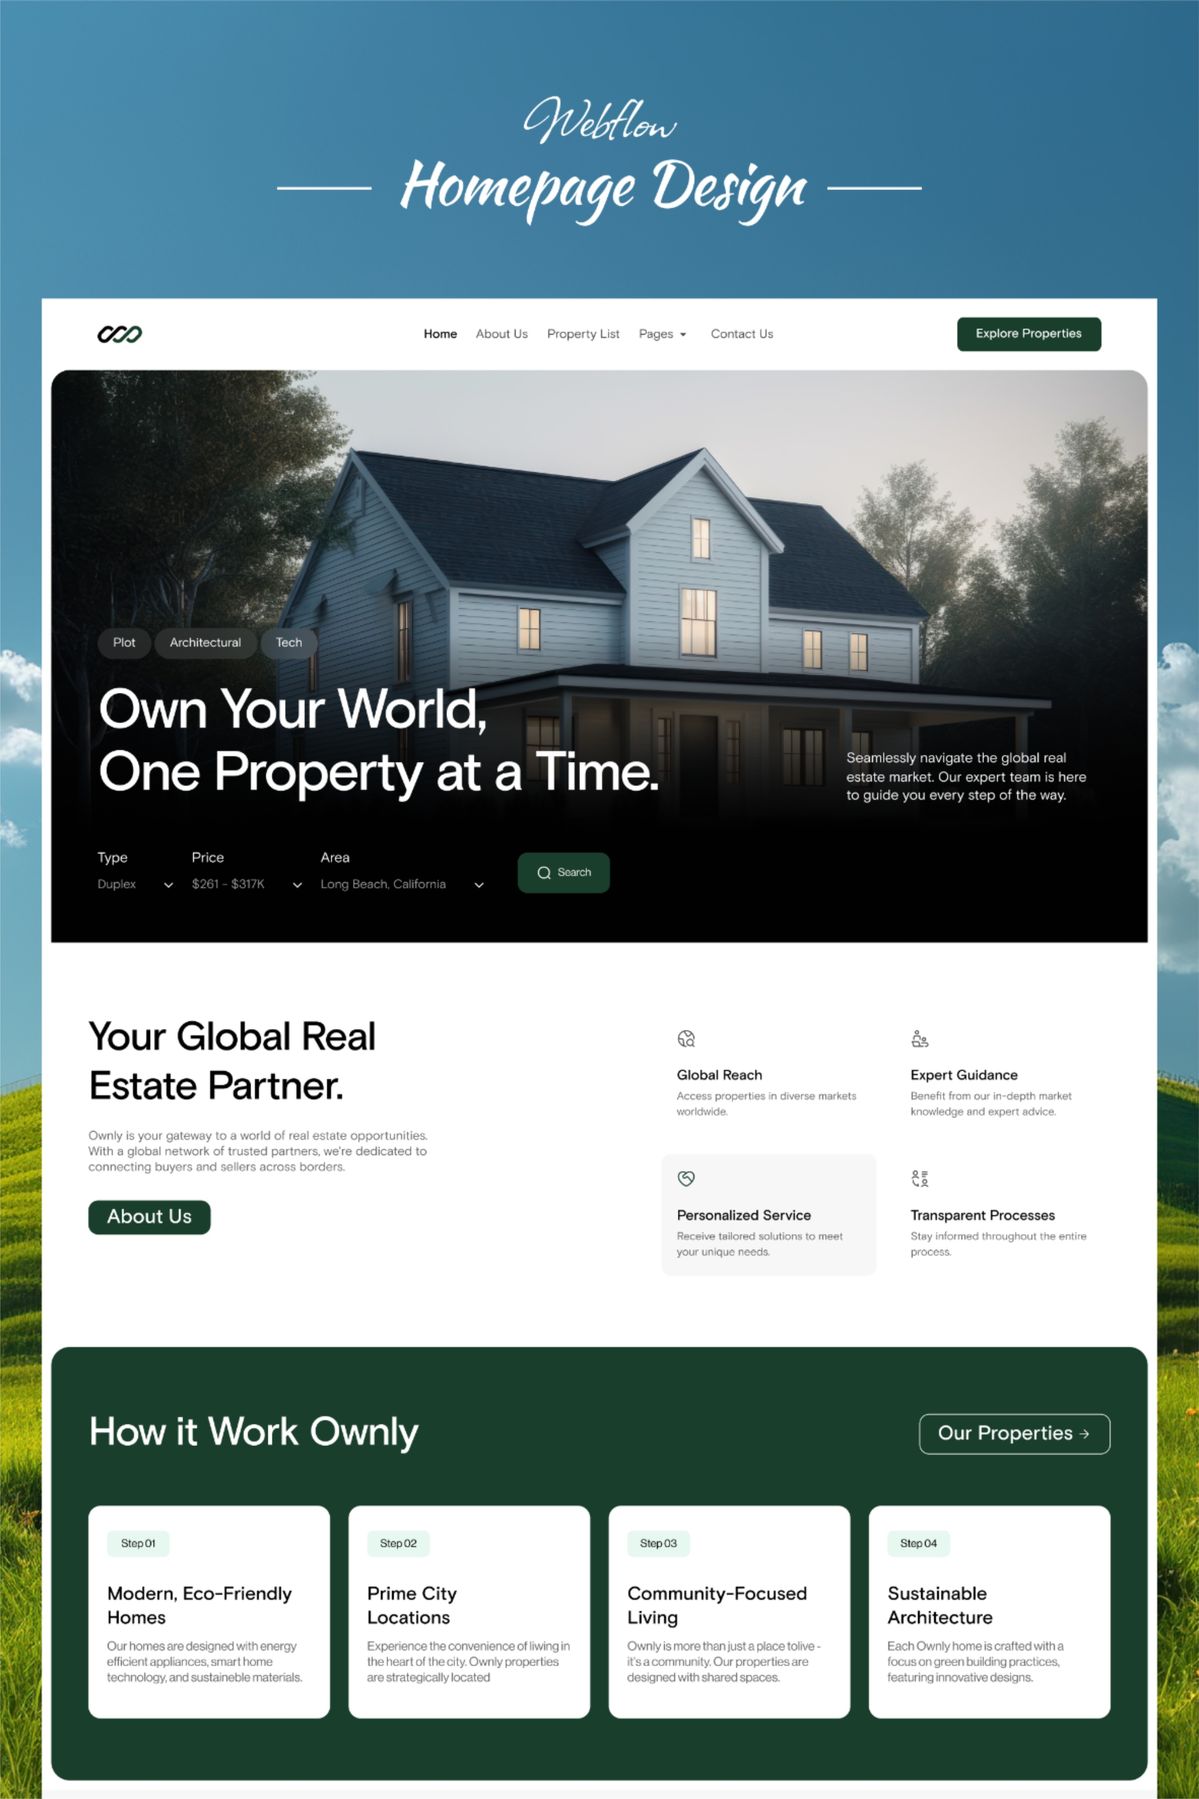 Webflow
Homepage Design
Home About Us Property List Pages Contact Us Explore Properties
Plot Architectural Tech
Own Your World,
One Property at a Time.
Seamlessly navigate the global real
estate market. Our expert team is here
to guide you every step of the way.
Type Price Area
Duplex $261 - $317K Long Beach, California Search
Your Global Real
Estate Partner.
Ownly is your gateway to a world of real estate opportunities.
With a global network of trusted partners, we're dedicated to
connecting buyers and sellers across borders.
About Us
Global Reach
Access properties in diverse markets
worldwide.
Expert Guidance
Benefit from our in-depth market
knowledge and expert advice.
Personalized Service
Receive tailored solutions to meet
your unique needs.
Transparent Processes
Stay informed throughout the entire
process.
How it Work Ownly
Our Properties →
Step 01
Modern, Eco-Friendly
Homes
Our homes are designed with energy
efficient appliances, smart home
technology, and sustaineble materials.
Step 02
Prime City
Locations
Experience the convenience of living in
the heart of the city. Ownly properties
are strategically located
Step 03
Community-Focused
Living
Ownly is more than just a place tolive -
it's a community. Our properties are
designed with shared spaces.
Step 04
Sustainable
Architecture
Each Ownly home is crafted with a
focus on green building practices,
featuring innovative designs.